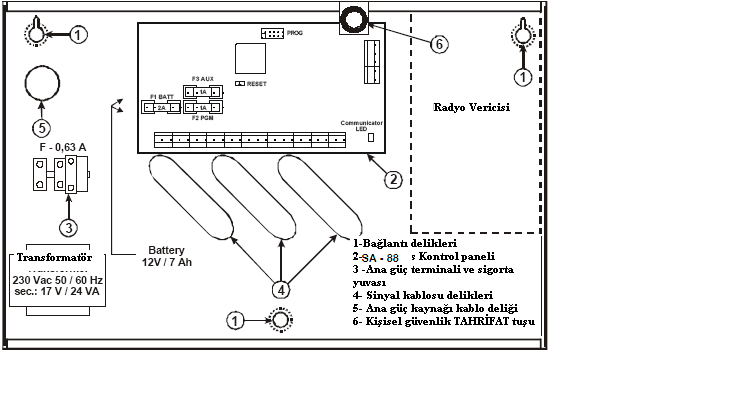 1
PROG
6
1
F3 AUX
1A
RESET
F1 BATT
2A
1A
F2 PGM
Radyo Vericisi
Communicator
LED
5
F - 0,63 A
2
3
Transformatör
230 Vac 50 / 60 Hz
sec.: 17 V / 24 VA
Battery
12V / 7 Ah
4
1
1-Bağlantı delikleri
2-SA - 88 s Kontrol paneli
3 -Ana güç terminali ve sigorta
yuvası
4- Sinyal kablosu delikleri
5- Ana güç kaynağı kablo deliği
6- Kişisel güvenlik TAHRİFAT tuşu